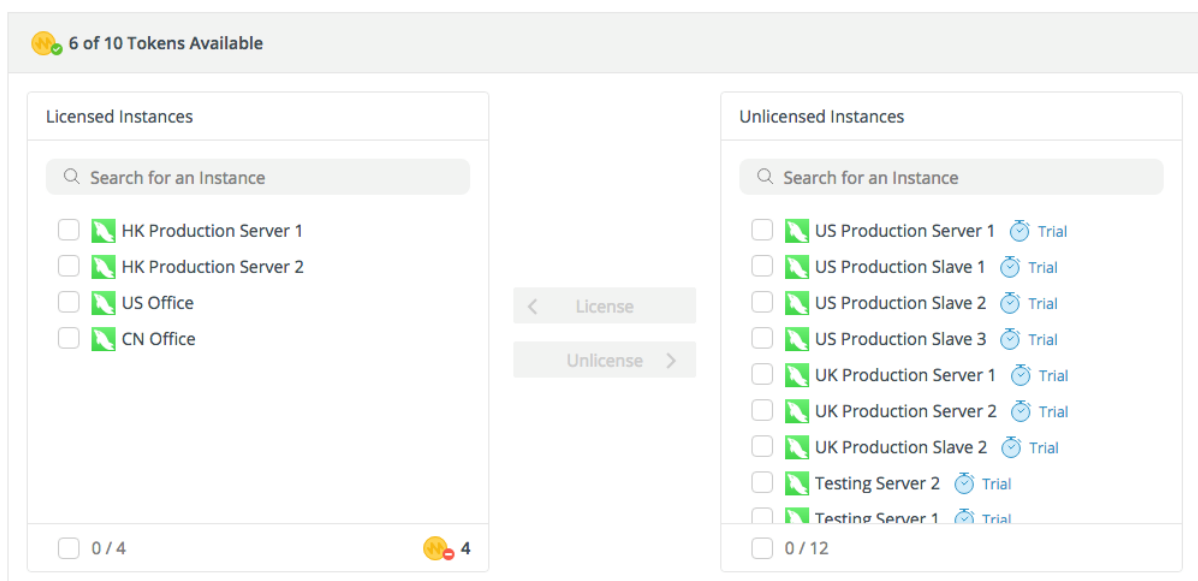 6 of 10 Tokens Available
Licensed Instances
Search for an Instance
HK Production Server 1
HK Production Server 2
US Office
CN Office
0 / 4
4
License
Unlicense
Unlicensed Instances
Search for an Instance
US Production Server 1 Trial
US Production Slave 1 Trial
US Production Slave 2 Trial
US Production Slave 3 Trial
UK Production Server 1 Trial
UK Production Server 2 Trial
UK Production Slave 2 Trial
Testing Server 2 Trial
Testing Server 1 Trial
0 / 12